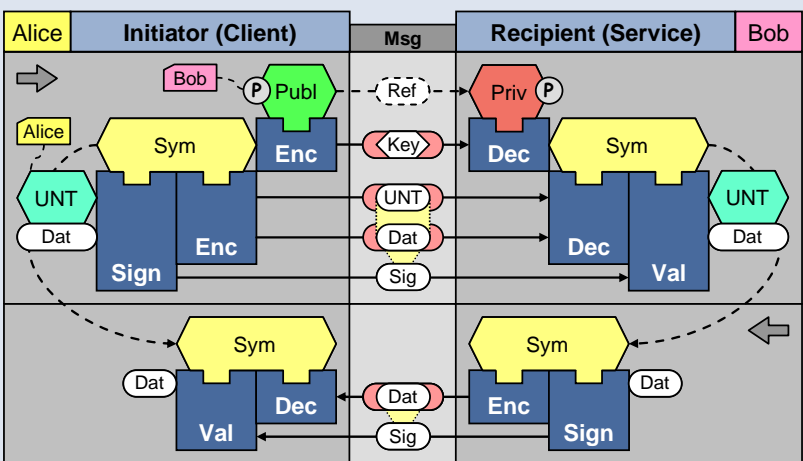 Alice
Initiator (Client)
Msg
Recipient (Service)
Bob
Bob
P
Publ
Ref
Priv
P
Alice
Sym
Enc
Key
Dec
Sym
UNT
UNT
UNT
Dat
Enc
Dat
Dec
Dat
Sign
Sig
Val
Sym
Sym
Dat
Dec
Dat
Enc
Dat
Val
Sig
Sign